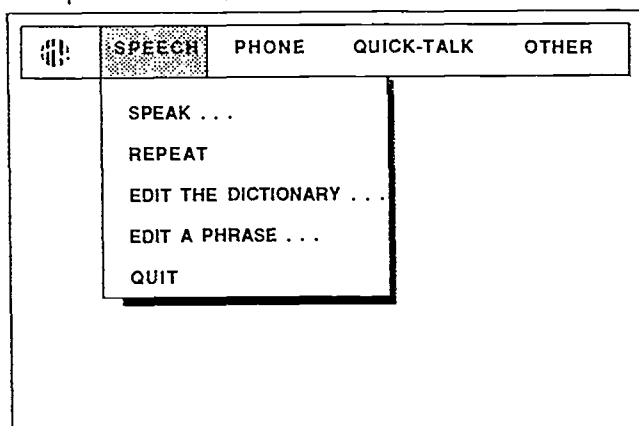 SPEECH PHONE QUICK-TALK OTHER
SPEAK . . .
REPEAT
EDIT THE DICTIONARY . . .
EDIT A PHRASE . . .
QUIT